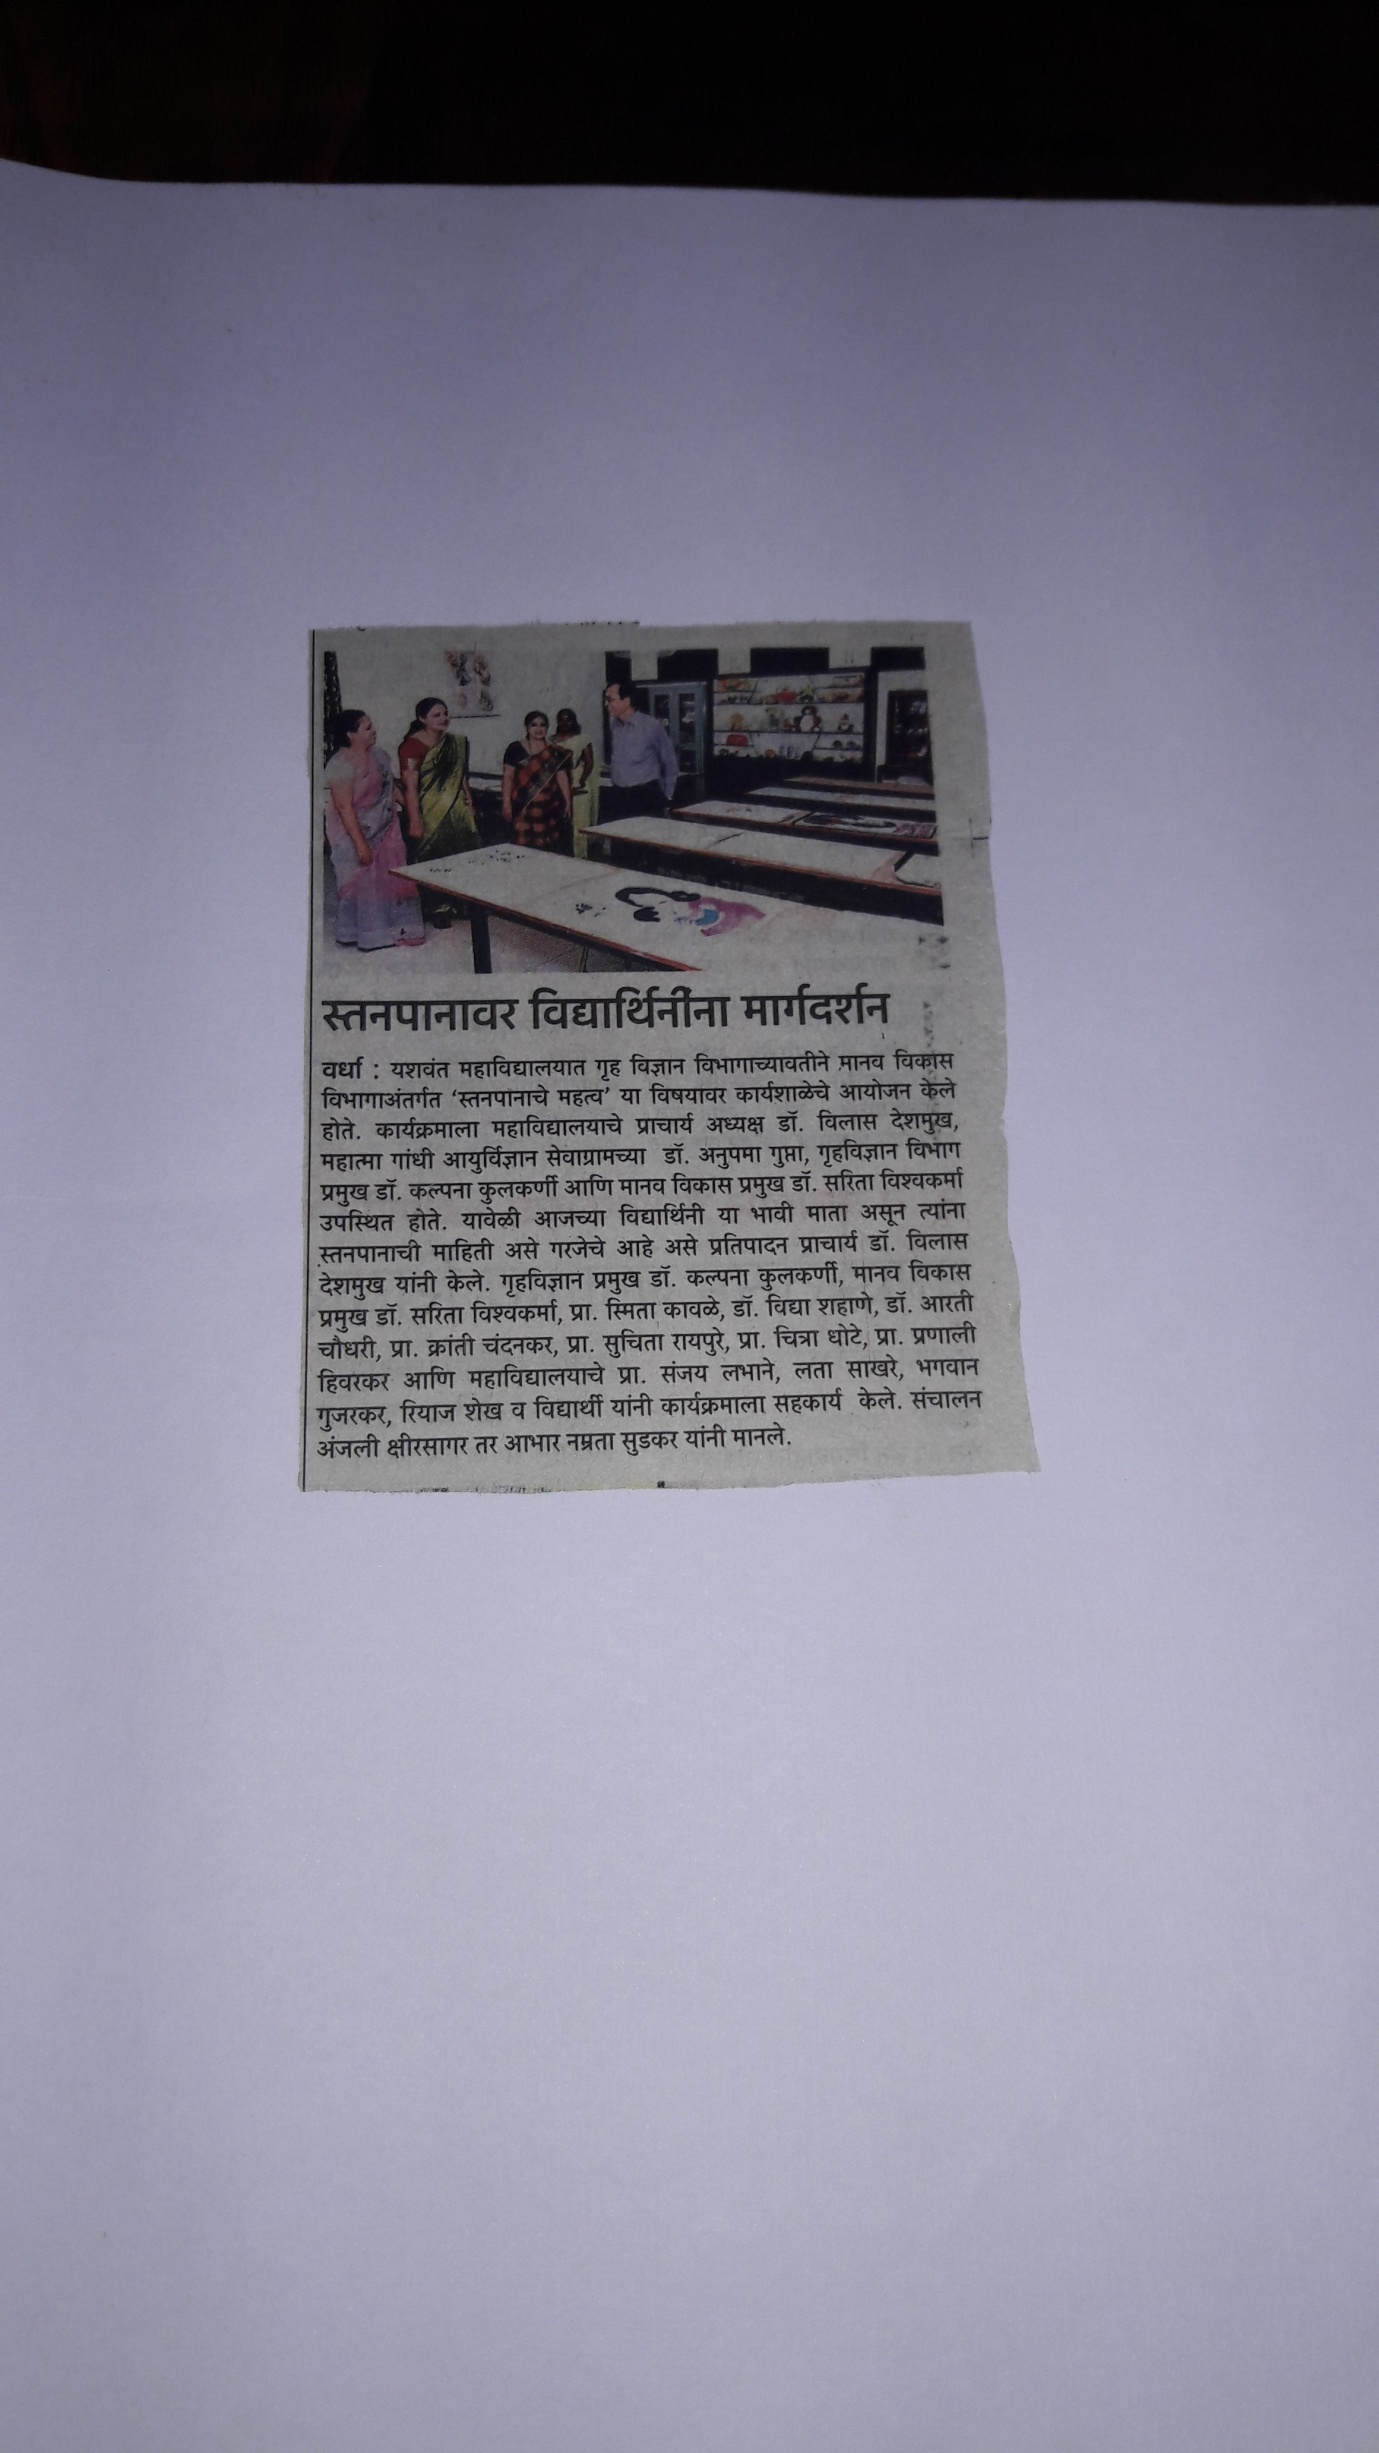 स्तनपानावर विद्यार्थिनींना मार्गदर्शन
वर्धा : यशवंत महाविद्यालयात गृह विज्ञान विभागाच्यावतीने मानव विकास
विभागाअंतर्गत ‘स्तनपानाचे महत्व’ या विषयावर कार्यशाळेचे आयोजन केले
होते. कार्यक्रमाला महाविद्यालयाचे प्राचार्य अध्यक्ष डॉ. विलास देशमुख,
महात्मा गांधी आयुर्विज्ञान सेवाग्रामच्या डॉ. अनुपमा गुप्ता, गृहविज्ञान विभाग
प्रमुख डॉ. कल्पना कुलकर्णी आणि मानव विकास प्रमुख डॉ. सरिता विश्वकर्मा
उपस्थित होते. यावेळी आजच्या विद्यार्थिनी या भावी माता असून त्यांना
स्तनपानाची माहिती असे गरजेचे आहे असे प्रतिपादन प्राचार्य डॉ. विलास
देशमुख यांनी केले. गृहविज्ञान प्रमुख डॉ. कल्पना कुलकर्णी, मानव विकास
प्रमुख डॉ. सरिता विश्वकर्मा, प्रा. स्मिता कावळे, डॉ. विद्या शहाणे, डॉ. आरती
चौधरी, प्रा. क्रांती चंदनकर, प्रा. सुचिता रायपुरे, प्रा. चित्रा धोटे, प्रा. प्रणाली
हिवरकर आणि महाविद्यालयाचे प्रा. संजय लभाने, लता साखरे, भगवान
गुजरकर, रियाज शेख व विद्यार्थी यांनी कार्यक्रमाला सहकार्य केले. संचालन
अंजली क्षीरसागर तर आभार नम्रता सुडकर यांनी मानले.